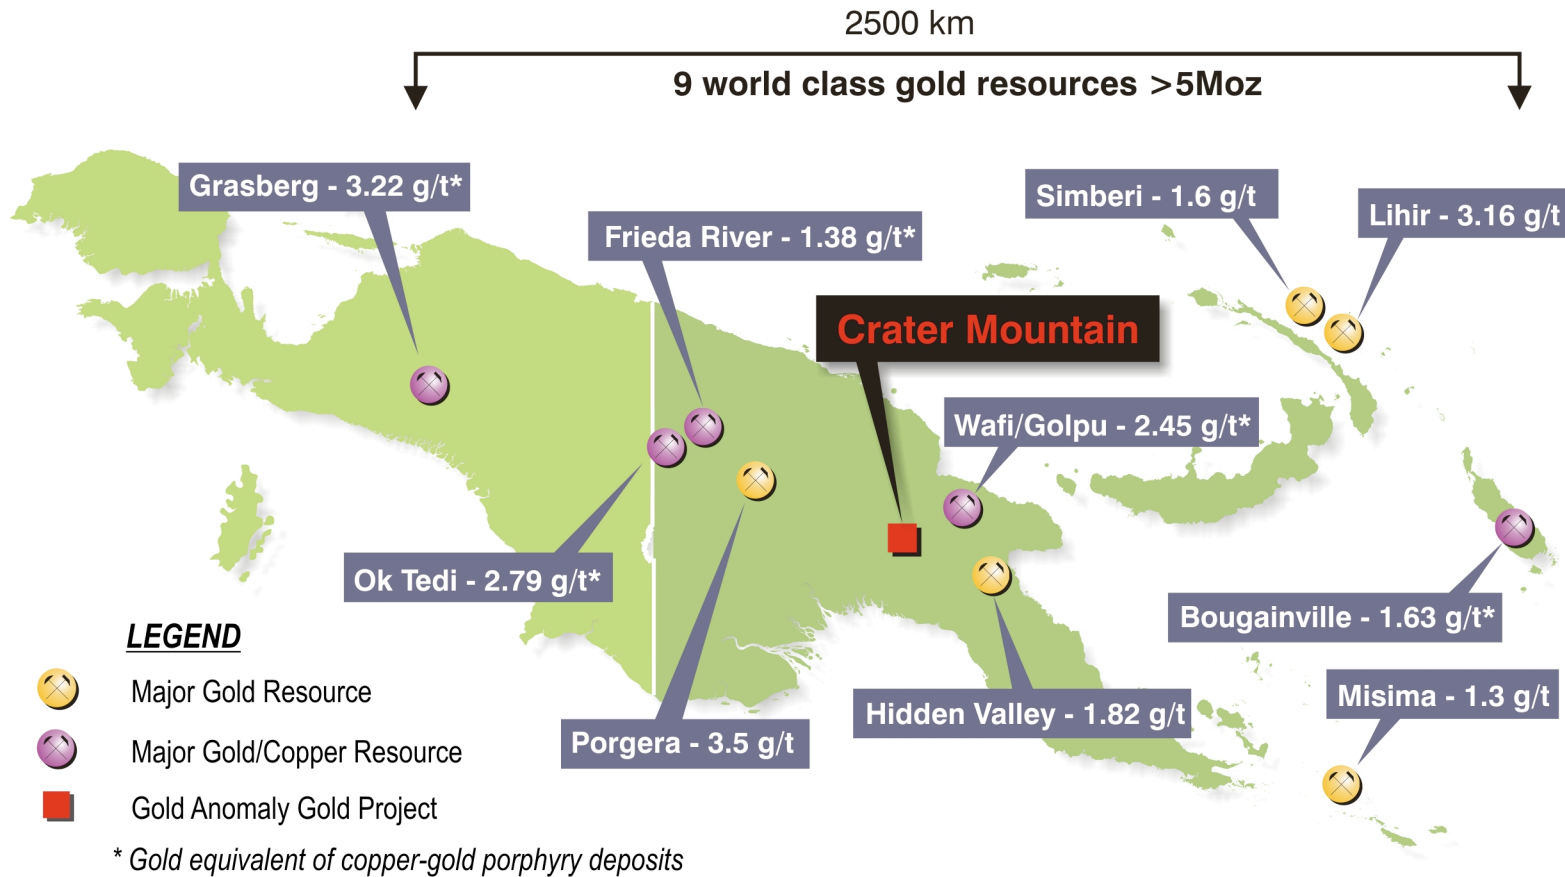 2500 km
9 world class gold resources >5Moz
Grasberg - 3.22 g/t*
Simberi - 1.6 g/t
Lihir - 3.16 g/t
Frieda River - 1.38 g/t*
Crater Mountain
Wafi/Golpu - 2.45 g/t*
Ok Tedi - 2.79 g/t*
Bougainville - 1.63 g/t*
Misima - 1.3 g/t
Hidden Valley - 1.82 g/t
Porgera - 3.5 g/t
LEGEND
Major Gold Resource
Major Gold/Copper Resource
Gold Anomaly Gold Project
* Gold equivalent of copper-gold porphyry deposits